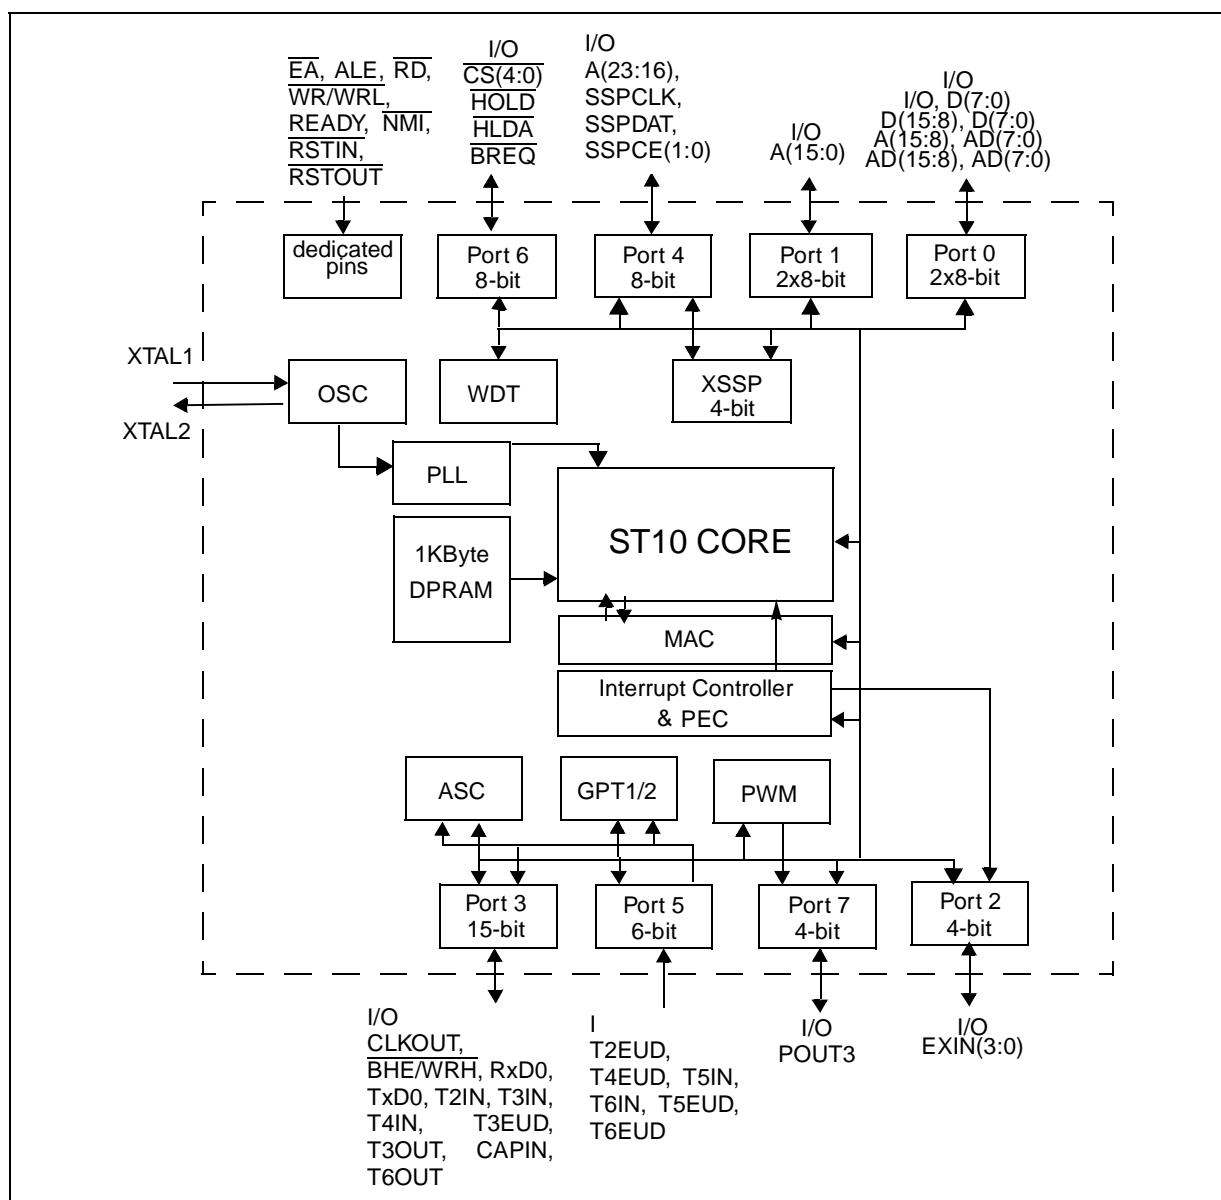 EA, ALE, RD,
WR/WRL,
READY, NMI,
RSTIN,
RSTOUT
I/O
CS(4:0)
HOLD
HLDA
BREQ
I/O
A(23:16),
SSPCLK,
SSPDAT,
SSPCE(1:0)
I/O
A(15:0)
I/O
I/O, D(7:0)
D(15:8), D(7:0)
A(15:8), AD(7:0)
AD(15:8), AD(7:0)
dedicated
pins
Port 6
8-bit
Port 4
8-bit
Port 1
2x8-bit
Port 0
2x8-bit
XTAL1
XTAL2
OSC
WDT
XSSP
4-bit
PLL
ST10 CORE
1KByte
DPRAM
MAC
Interrupt Controller
& PEC
ASC
GPT1/2
PWM
Port 3
15-bit
Port 5
6-bit
Port 7
4-bit
Port 2
4-bit
I/O
CLKOUT,
BHE/WRH, RxD0,
TxD0, T2IN, T3IN,
T4IN, T3EUD,
T3OUT, CAPIN,
T6OUT
I
T2EUD,
T4EUD, T5IN,
T6IN, T5EUD,
T6EUD
I/O
POUT3
I/O
EXIN(3:0)